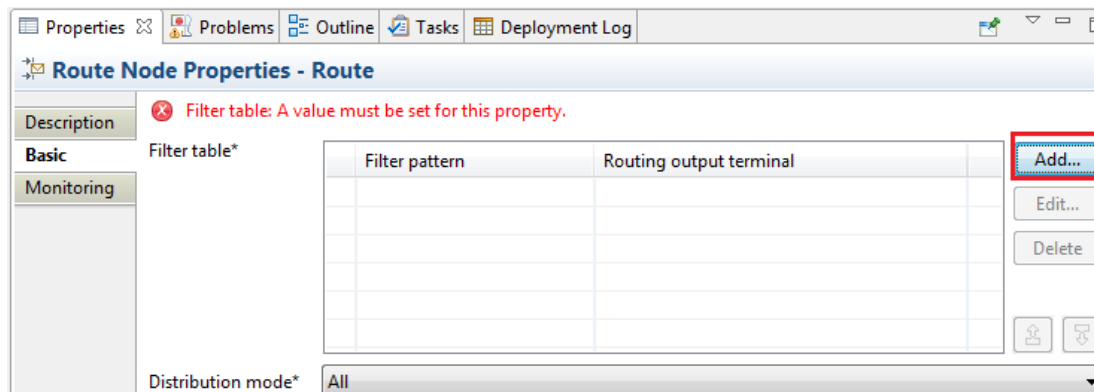 Properties Problems Outline Tasks Deployment Log
Route Node Properties - Route
Description
Basic
Monitoring
Filter table: A value must be set for this property.
Filter table*
Filter pattern Routing output terminal
Add...
Edit...
Delete
Distribution mode* All